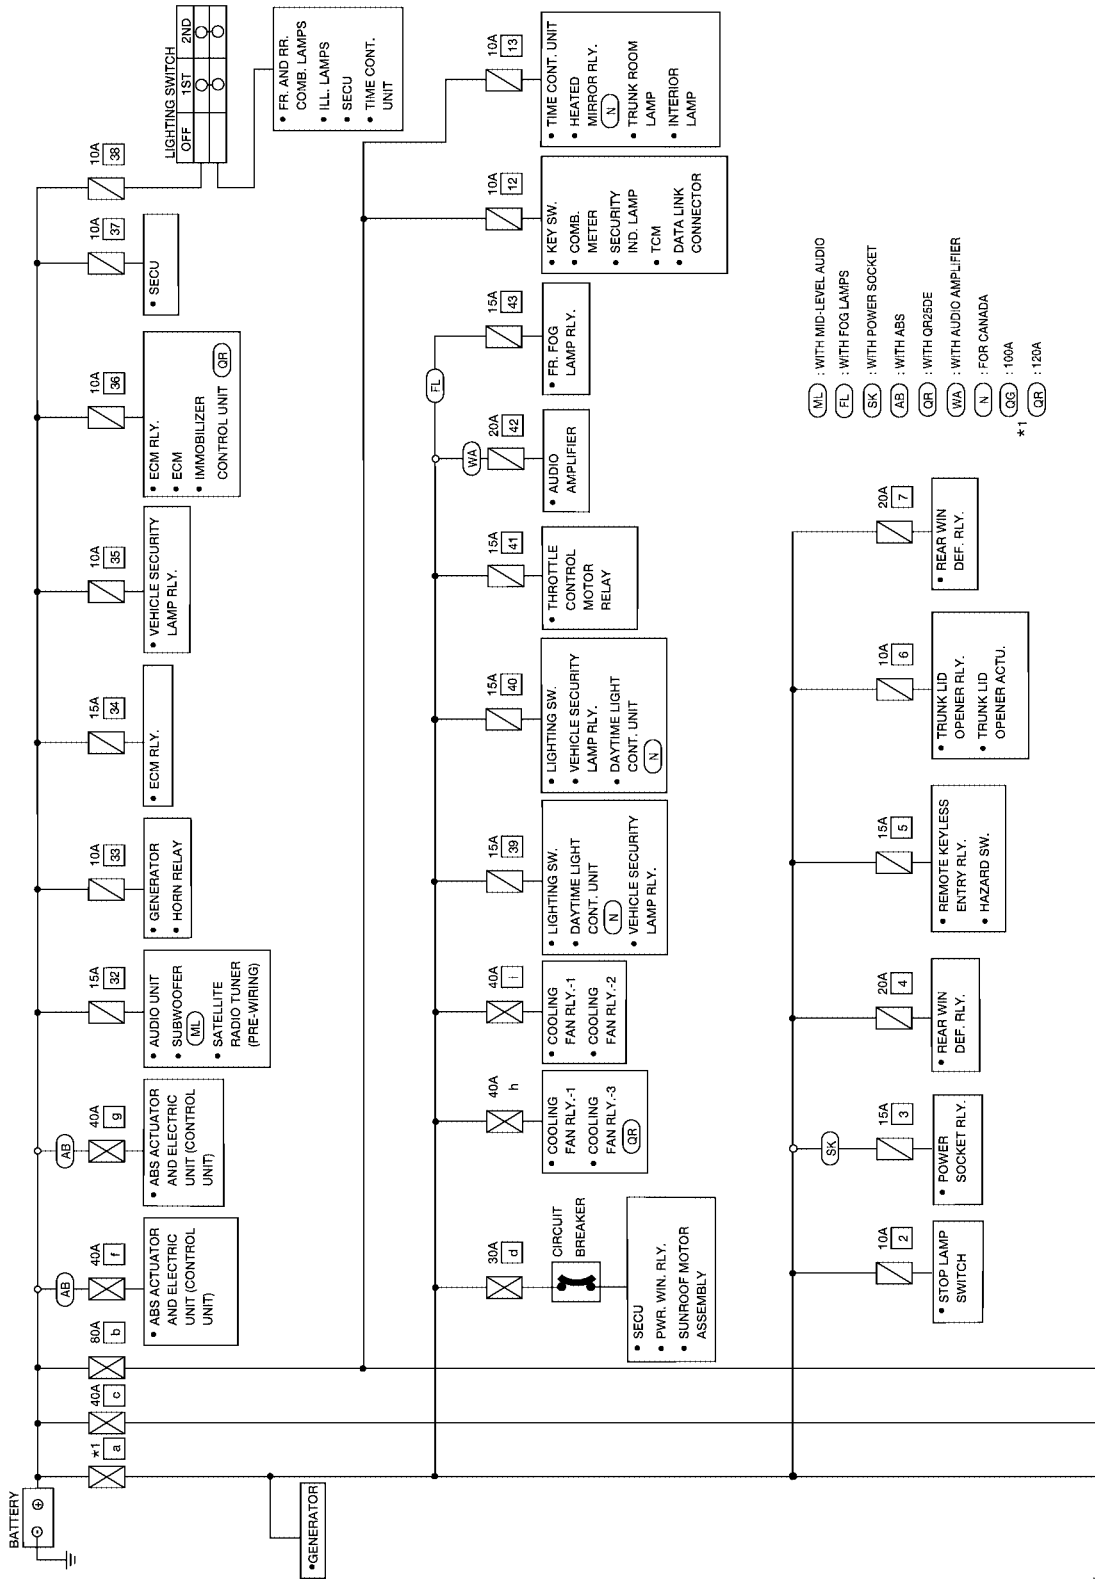 BATTERY
*1
a
40A
c
80A
b
•GENERATOR
AB
40A
f
• ABS ACTUATOR
AND ELECTRIC
UNIT (CONTROL
UNIT)
AB
40A
g
• ABS ACTUATOR
AND ELECTRIC
UNIT (CONTROL
UNIT)
15A
32
• AUDIO UNIT
• SUBWOOFER
ML
• SATELLITE
RADIO TUNER
(PRE-WIRING)
10A
33
• GENERATOR
• HORN RELAY
15A
34
• ECM RLY.
10A
35
• VEHICLE SECURITY
LAMP RLY.
10A
36
• ECM RLY.
• ECM
• IMMOBILIZER
CONTROL UNIT QR
10A
37
• SECU
10A
38
LIGHTING SWITCH
OFF 1ST 2ND
• FR. AND RR.
COMB. LAMPS
• ILL. LAMPS
• SECU
• TIME CONT.
UNIT
30A
d
CIRCUIT
BREAKER
• SECU
• PWR. WIN. RLY.
• SUNROOF MOTOR
ASSEMBLY
40A
h
• COOLING
FAN RLY.-1
• COOLING
FAN RLY.-3
QR
40A
i
• COOLING
FAN RLY.-1
• COOLING
FAN RLY.-2
15A
39
• LIGHTING SW.
• DAYTIME LIGHT
CONT. UNIT
N
• VEHICLE SECURITY
LAMP RLY.
15A
40
• LIGHTING SW.
• VEHICLE SECURITY
LAMP RLY.
• DAYTIME LIGHT
CONT. UNIT
N
15A
41
• THROTTLE
CONTROL
MOTOR
RELAY
WA
20A
42
• AUDIO
AMPLIFIER
FL
15A
43
• FR. FOG
LAMP RLY.
10A
12
• KEY SW.
• COMB.
METER
• SECURITY
IND. LAMP
• TCM
• DATA LINK
CONNECTOR
10A
13
• TIME CONT. UNIT
• HEATED
MIRROR RLY.
N
• TRUNK ROOM
LAMP
• INTERIOR
LAMP
10A
2
• STOP LAMP
SWITCH
SK
15A
3
• POWER
SOCKET RLY.
20A
4
• REAR WIN
DEF. RLY.
15A
5
• REMOTE KEYLESS
ENTRY RLY.
• HAZARD SW.
10A
6
• TRUNK LID
OPENER RLY.
• TRUNK LID
OPENER ACTU.
20A
7
• REAR WIN
DEF. RLY.
ML : WITH MID-LEVEL AUDIO
FL : WITH FOG LAMPS
SK : WITH POWER SOCKET
AB : WITH ABS
QR : WITH QR25DE
WA : WITH AUDIO AMPLIFIER
N : FOR CANADA
*1 QG : 100A
QR : 120A